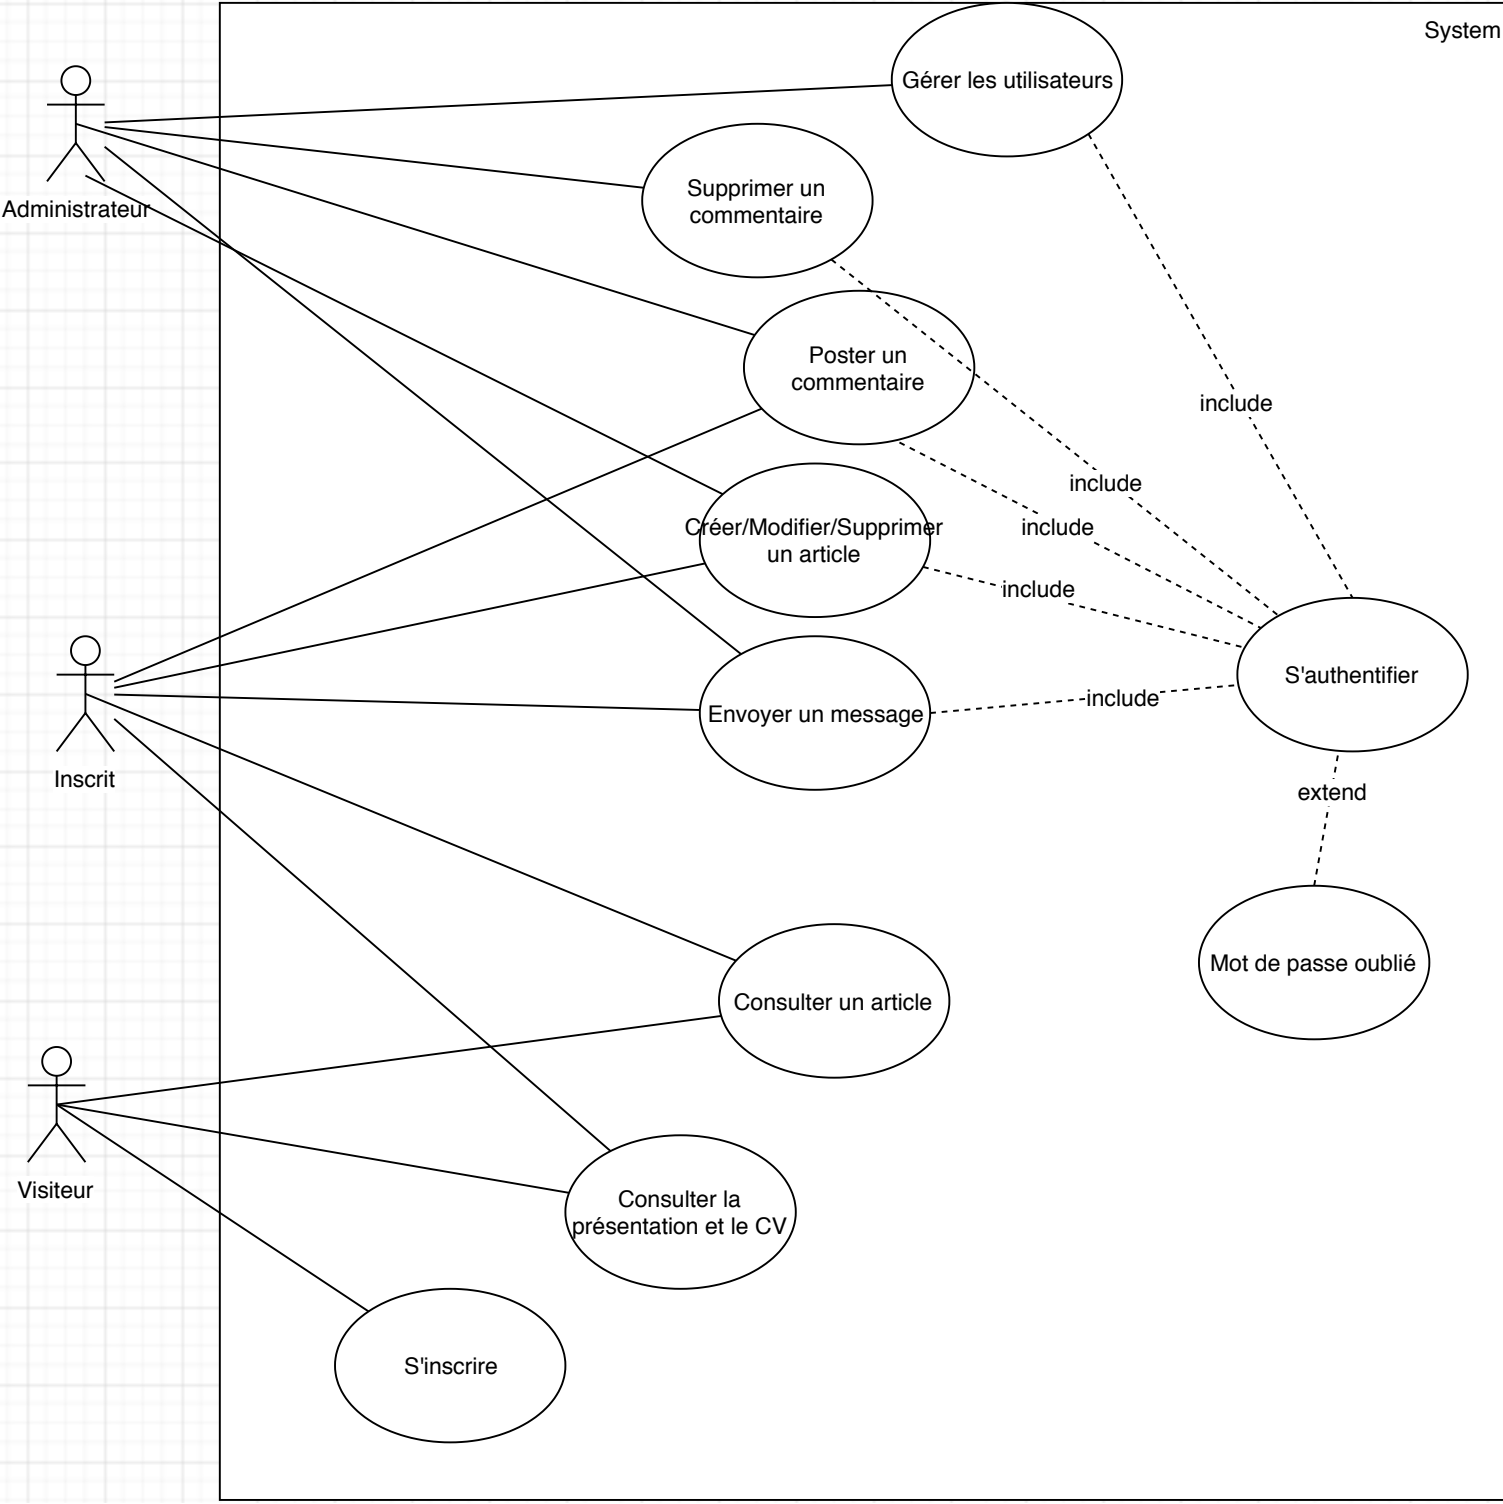 System
Gérer les utilisateurs
Administrateur
Supprimer un
commentaire
Poster un
commentaire
include
include
include
Créer/Modifier/Supprimer
un article
include
S'authentifier
Inscrit
Envoyer un message
include
extend
Mot de passe oublié
Consulter un article
Visiteur
Consulter la
présentation et le CV
S'inscrire